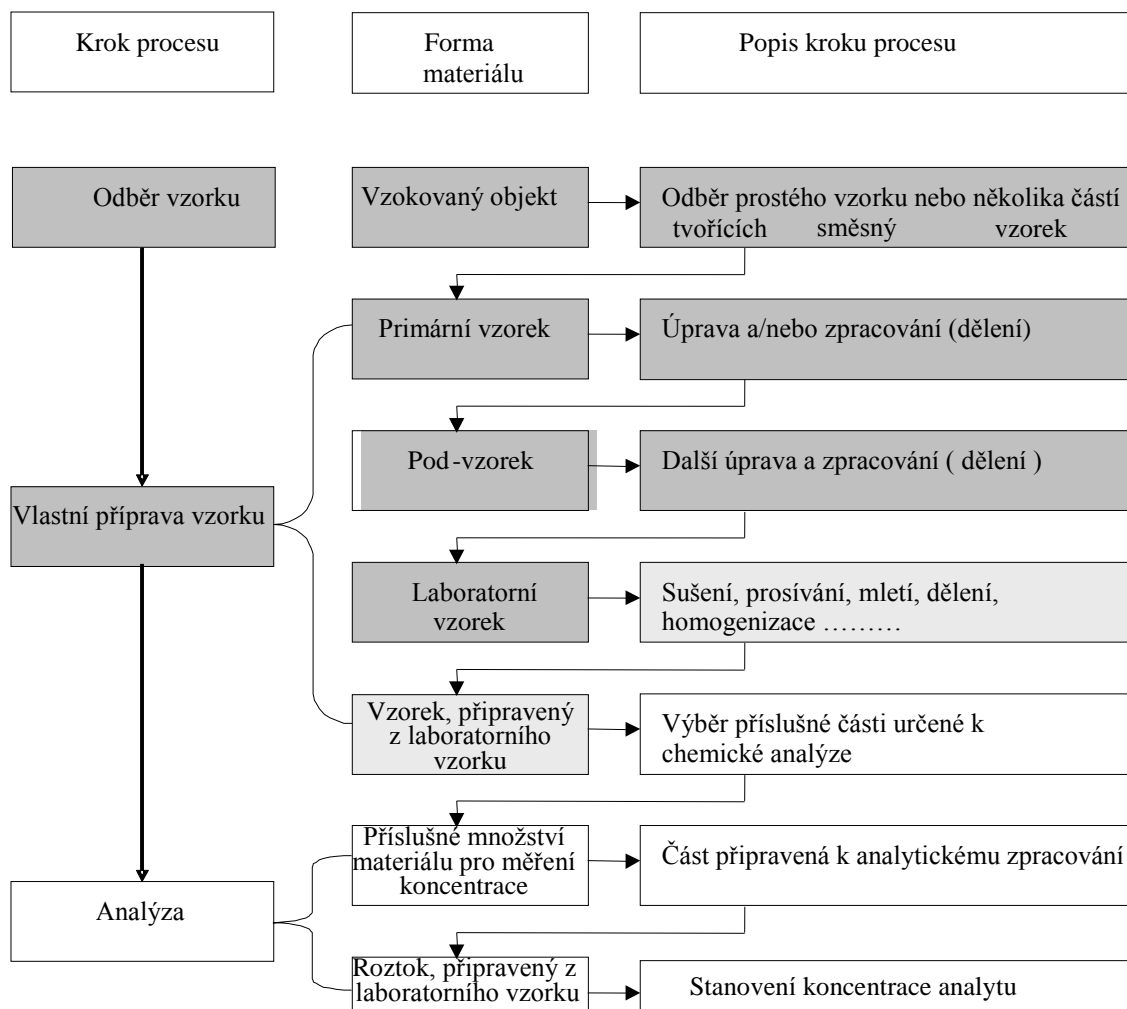 Krok procesu
Forma
materiálu
Popis kroku procesu
Odběr vzorku
Vzokovaný objekt
Odběr prostého vzorku nebo několika částí
tvořících směsný vzorek
Primární vzorek
Úprava a/nebo zpracování (dělení)
Pod-vzorek
Další úprava a zpracování ( dělení )
Vlastní příprava vzorku
Laboratorní
vzorek
Sušení, prosívání, mletí, dělení,
homogenizace ………
Vzorek, připravený
z laboratorního
vzorku
Výběr příslušné části určené k
chemické analýze
Příslušné množství
materiálu pro měření
koncentrace
Část připravená k analytickému zpracování
Analýza
Roztok, připravený z
laboratorního vzorku
Stanovení koncentrace analytu